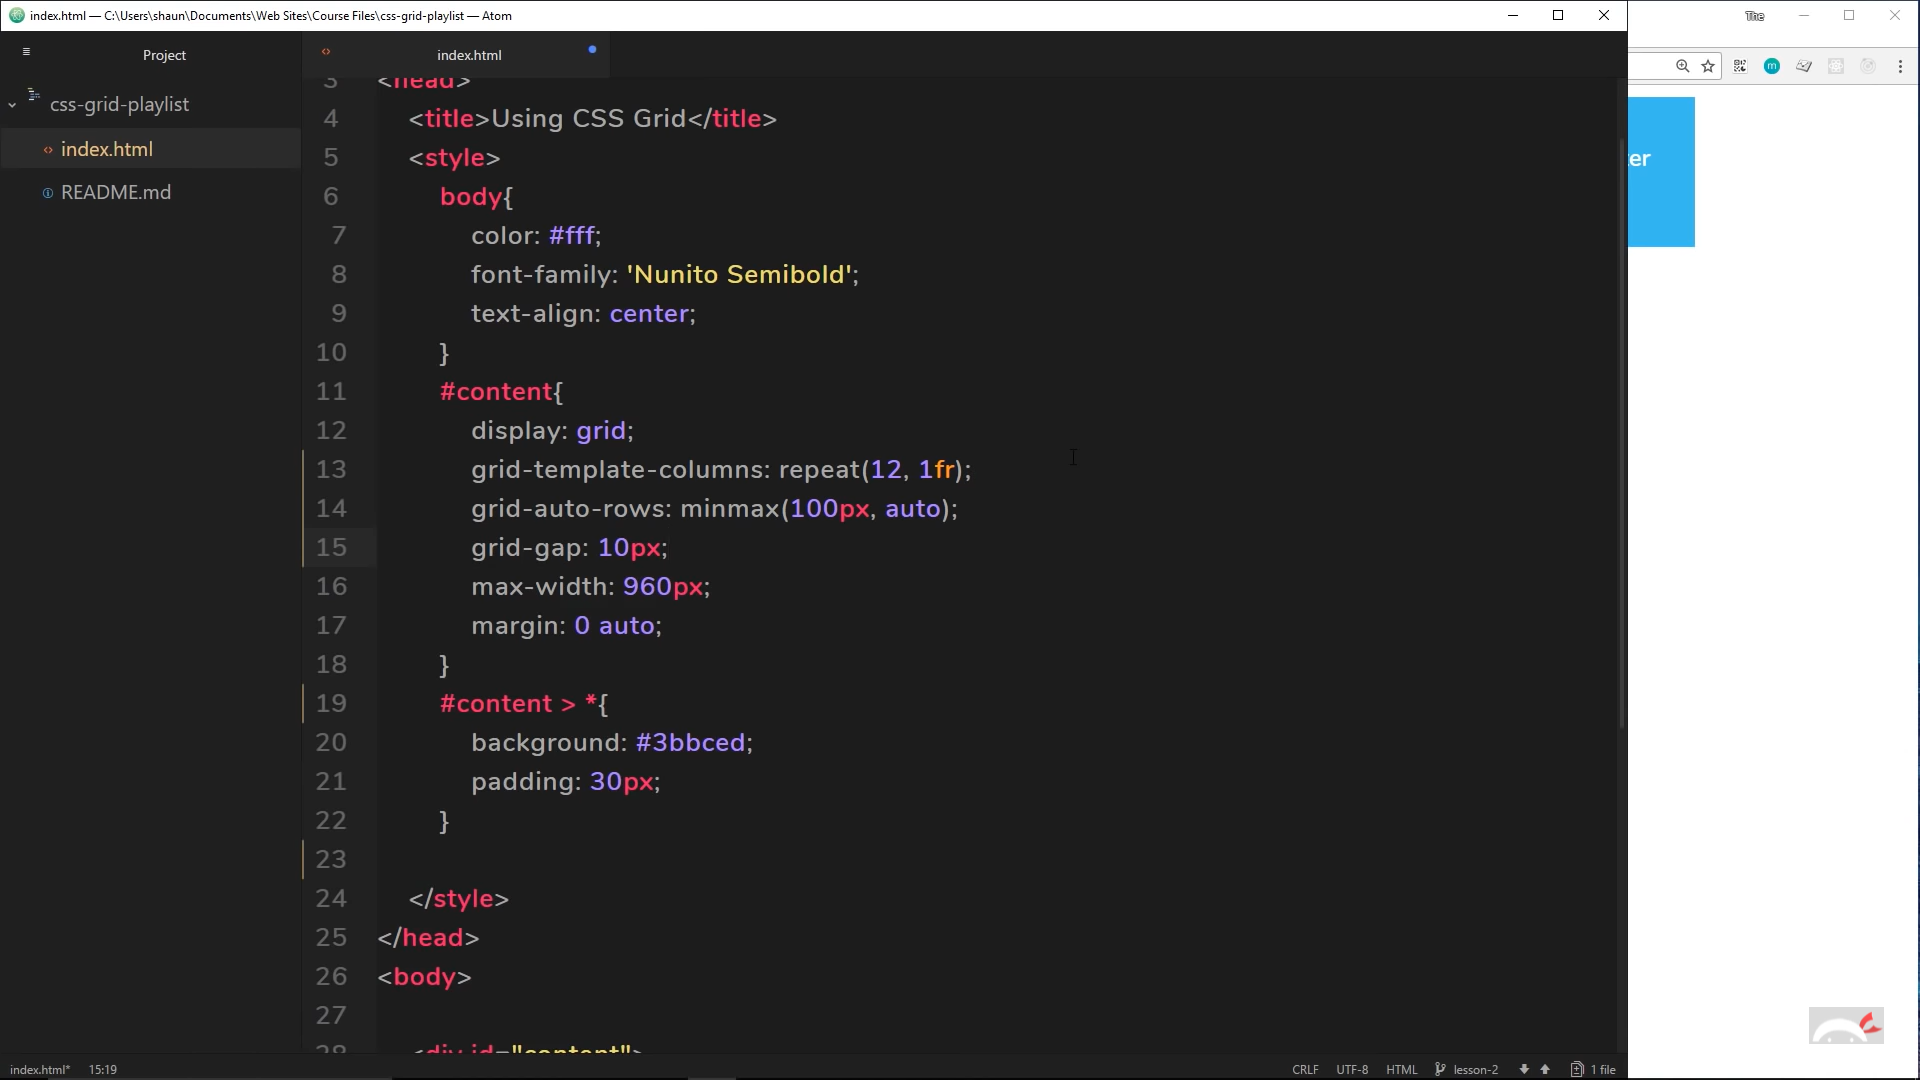 index.html — C:\Users\shaun\Documents\Web Sites\Course Files\css-grid-playlist — Atom
The
Project
index.html
css-grid-playlist
index.html
README.md
3 <head>
4 <title>Using CSS Grid</title>
5 <style>
6 body{
7 color: #fff;
8 font-family: 'Nunito Semibold';
9 text-align: center;
10 }
11 #content{
12 display: grid;
13 grid-template-columns: repeat(12, 1fr);
14 grid-auto-rows: minmax(100px, auto);
15 grid-gap: 10px;
16 max-width: 960px;
17 margin: 0 auto;
18 }
19 #content > *{
20 background: #3bbced;
21 padding: 30px;
22 }
23
24 </style>
25 </head>
26 <body>
27
28 <div id="content">
m
er
index.html* 15:19 CRLF UTF-8 HTML lesson-2 1 file